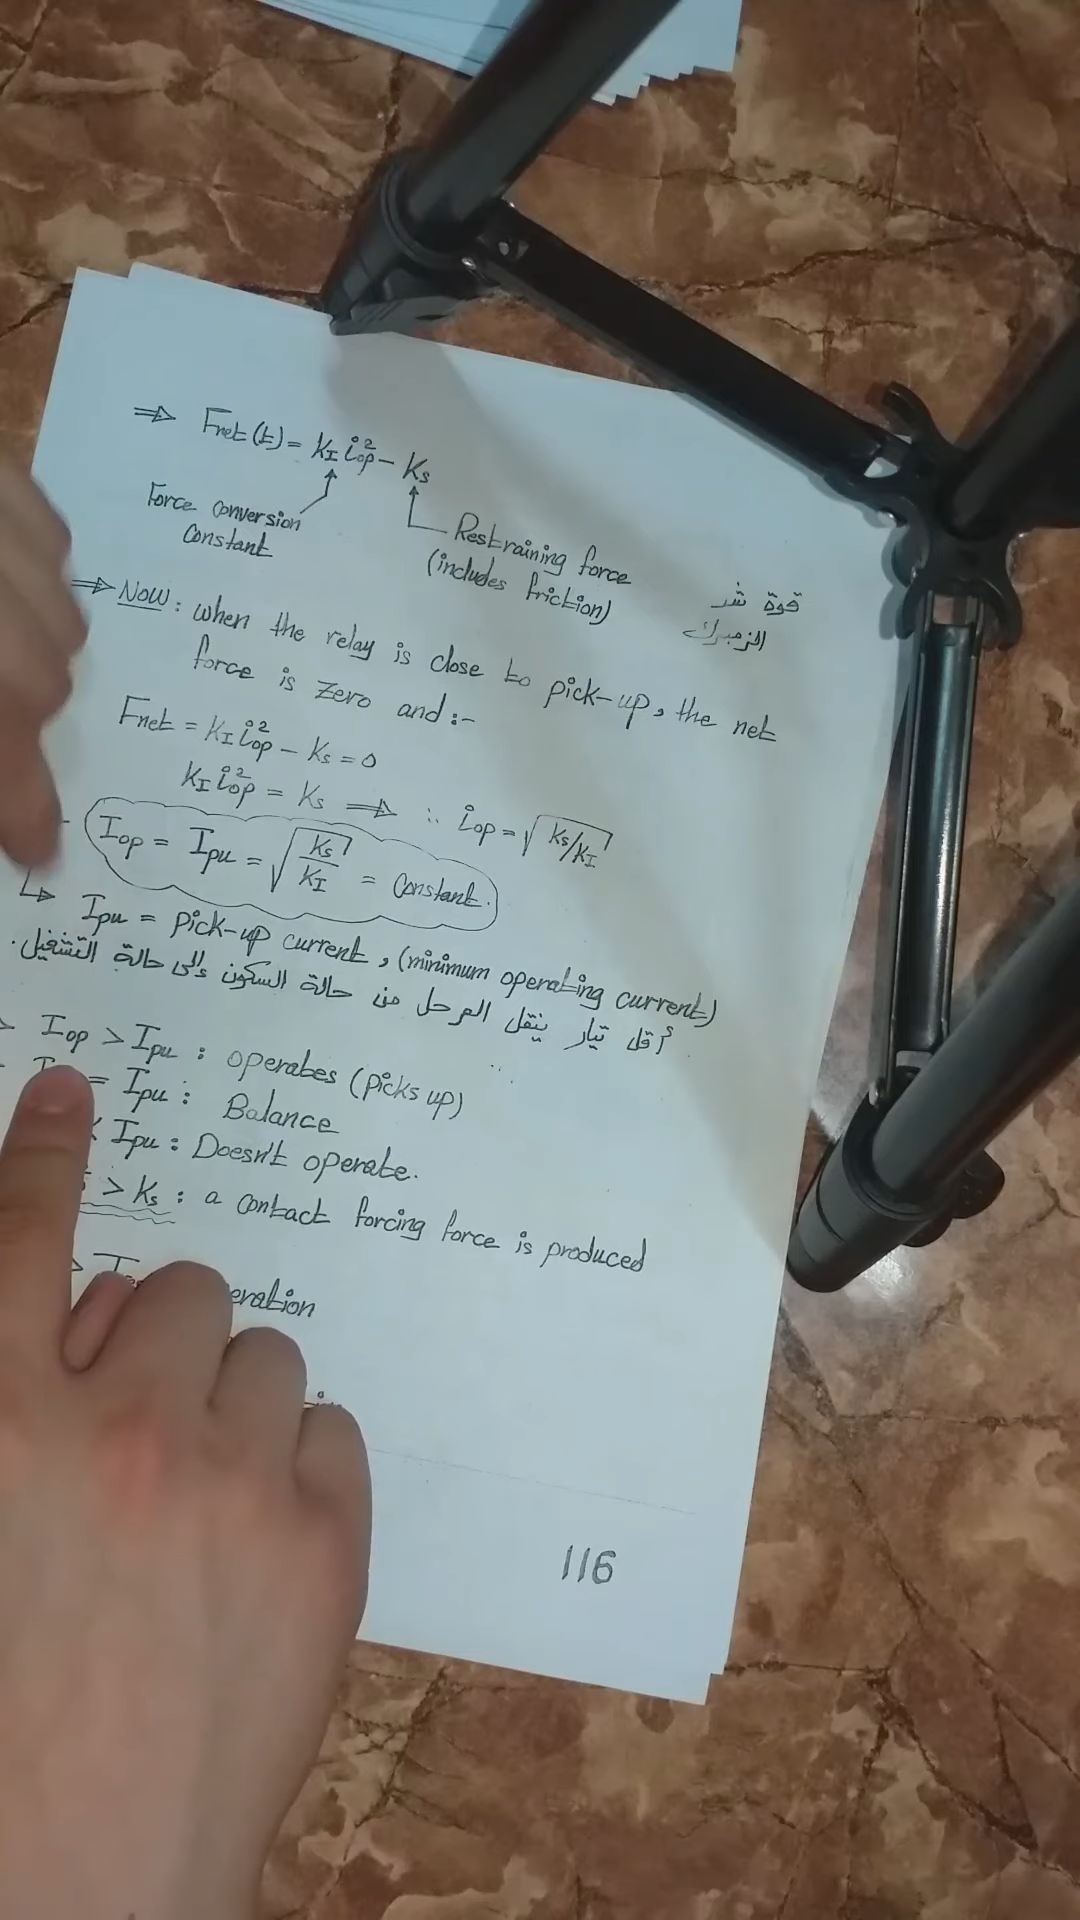 ⇒ Fnet(t) = KI i²op − Ks
Force conversion constant
Restraining force (includes friction)
قوة شد
الزمبرك
⇒ Now: when the relay is close to pick-up, the net
force is Zero and :-
Fnet = KI i²op − Ks = 0
KI i²op = Ks ⇒ ∴ iop = √Ks/KI
Iop = Ipu = √Ks/KI = Constant.
↳ Ipu = pick-up current, (minimum operating current)
أقل تيار ينقل المرحل من حالة السكون إلى حالة التشغيل.
Iop > Ipu : operates (picks up)
= Ipu : Balance
< Ipu : Doesn't operate.
> Ks : a contact forcing force is produced
116